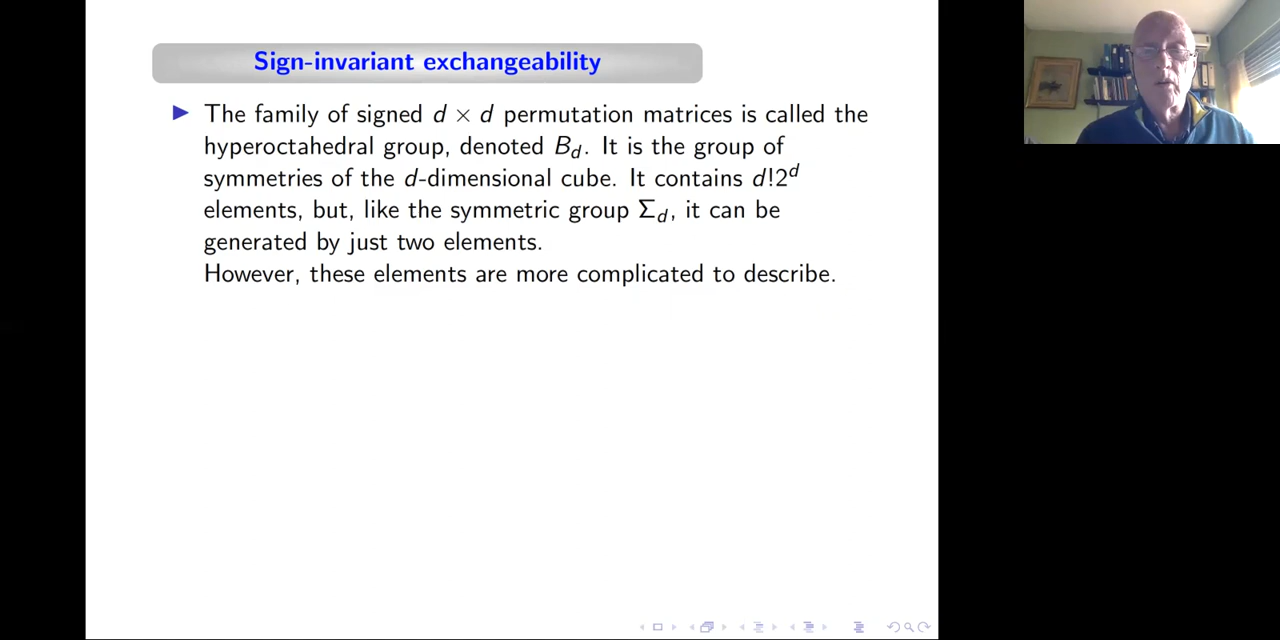 Sign-invariant exchangeability
▶ The family of signed d × d permutation matrices is called the
hyperoctahedral group, denoted B_d. It is the group of
symmetries of the d-dimensional cube. It contains d!2^d
elements, but, like the symmetric group Σ_d, it can be
generated by just two elements.
However, these elements are more complicated to describe.